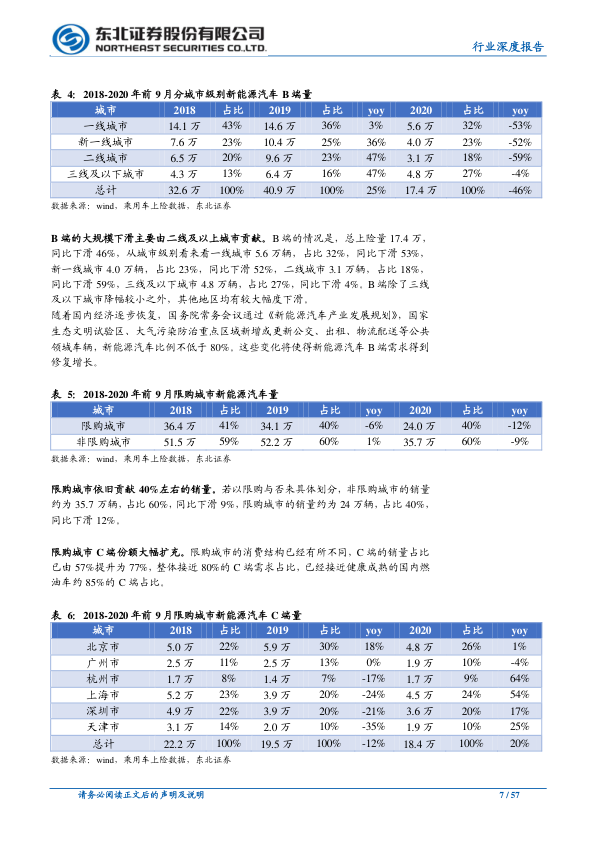 东北证券股份有限公司
NORTHEAST SECURITIES CO.,LTD.
行业深度报告
表 4：2018-2020 年前 9 月分城市级别新能源汽车 B 端量
城市 2018 占比 2019 占比 yoy 2020 占比 yoy
一线城市 14.1 万 43% 14.6 万 36% 3% 5.6 万 32% -53%
新一线城市 7.6 万 23% 10.4 万 25% 36% 4.0 万 23% -52%
二线城市 6.5 万 20% 9.6 万 23% 47% 3.1 万 18% -59%
三线及以下城市 4.3 万 13% 6.4 万 16% 47% 4.8 万 27% -4%
总计 32.6 万 100% 40.9 万 100% 25% 17.4 万 100% -46%
数据来源：wind，乘用车上险数据，东北证券
B 端的大规模下滑主要由二线及以上城市贡献。B 端的情况是，总上险量 17.4 万，
同比下滑 46%，从城市级别看来看一线城市 5.6 万辆，占比 32%，同比下滑 53%，
新一线城市 4.0 万辆，占比 23%，同比下滑 52%，二线城市 3.1 万辆，占比 18%，
同比下滑 59%，三线及以下城市 4.8 万辆，占比 27%，同比下滑 4%。B 端除了三线
及以下城市降幅较小之外，其他地区均有较大幅度下滑。
随着国内经济逐步恢复，国务院常务会议通过《新能源汽车产业发展规划》，国家
生态文明试验区、大气污染防治重点区域新增或更新公交、出租、物流配送等公共
领域车辆，新能源汽车比例不低于 80%。这些变化将使得新能源汽车 B 端需求得到
修复增长。
表 5：2018-2020 年前 9 月限购城市新能源汽车量
城市 2018 占比 2019 占比 yoy 2020 占比 yoy
限购城市 36.4 万 41% 34.1 万 40% -6% 24.0 万 40% -12%
非限购城市 51.5 万 59% 52.2 万 60% 1% 35.7 万 60% -9%
数据来源：wind，乘用车上险数据，东北证券
限购城市依旧贡献 40%左右的销量。若以限购与否来具体划分，非限购城市的销量
约为 35.7 万辆，占比 60%，同比下滑 9%，限购城市的销量约为 24 万辆，占比 40%，
同比下滑 12%。
限购城市 C 端份额大幅扩充。限购城市的消费结构已经有所不同，C 端的销量占比
已由 57%提升为 77%，整体接近 80%的 C 端需求占比，已经接近健康成熟的国内燃
油车约 85%的 C 端占比。
表 6：2018-2020 年前 9 月限购城市新能源汽车 C 端量
城市 2018 占比 2019 占比 yoy 2020 占比 yoy
北京市 5.0 万 22% 5.9 万 30% 18% 4.8 万 26% 1%
广州市 2.5 万 11% 2.5 万 13% 0% 1.9 万 10% -4%
杭州市 1.7 万 8% 1.4 万 7% -17% 1.7 万 9% 64%
上海市 5.2 万 23% 3.9 万 20% -24% 4.5 万 24% 54%
深圳市 4.9 万 22% 3.9 万 20% -21% 3.6 万 20% 17%
天津市 3.1 万 14% 2.0 万 10% -35% 1.9 万 10% 25%
总计 22.2 万 100% 19.5 万 100% -12% 18.4 万 100% 20%
数据来源：wind，乘用车上险数据，东北证券
请务必阅读正文后的声明及说明
7 / 57